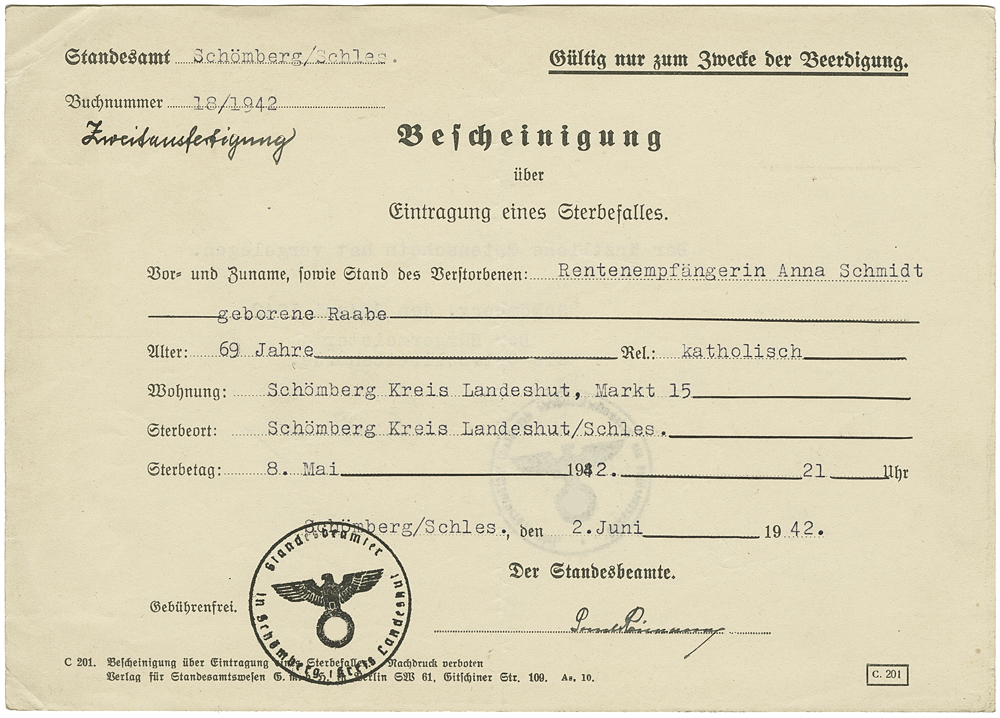 Standesamt Schömberg/Schles.
Gültig nur zum Zwecke der Beerdigung.
Buchnummer 18/1942
Zweitausfertigung
Bescheinigung
über
Eintragung eines Sterbefalles.
Vor- und Zuname, sowie Stand des Verstorbenen: Rentenempfängerin Anna Schmidt
geborene Raabe
Alter: 69 Jahre Rel.: katholisch
Wohnung: Schömberg Kreis Landeshut, Markt 15
Sterbeort: Schömberg Kreis Landeshut/Schles.
Sterbetag: 8. Mai 1942. 21 Uhr
Schömberg/Schles., den 2.Juni 1942.
Der Standesbeamte.
Gebührenfrei.
Standesbeamter
in Schömberg, Kreis Landeshut
C 201. Bescheinigung über Eintragung eines Sterbefalles. Nachdruck verboten
Verlag für Standesamtswesen G. m. b. H. in Berlin SW 61, Gitschiner Str. 109. As. 10.
C. 201